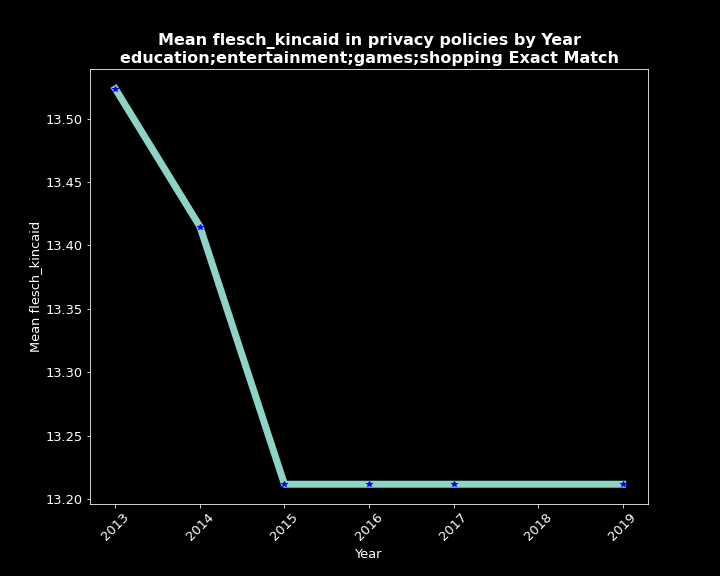 Mean flesch_kincaid in privacy policies by Year
education;entertainment;games;shopping Exact Match
13.50
13.45
13.40
13.35
13.30
13.25
13.20
Mean flesch_kincaid
2013 2014 2015 2016 2017 2018 2019
Year